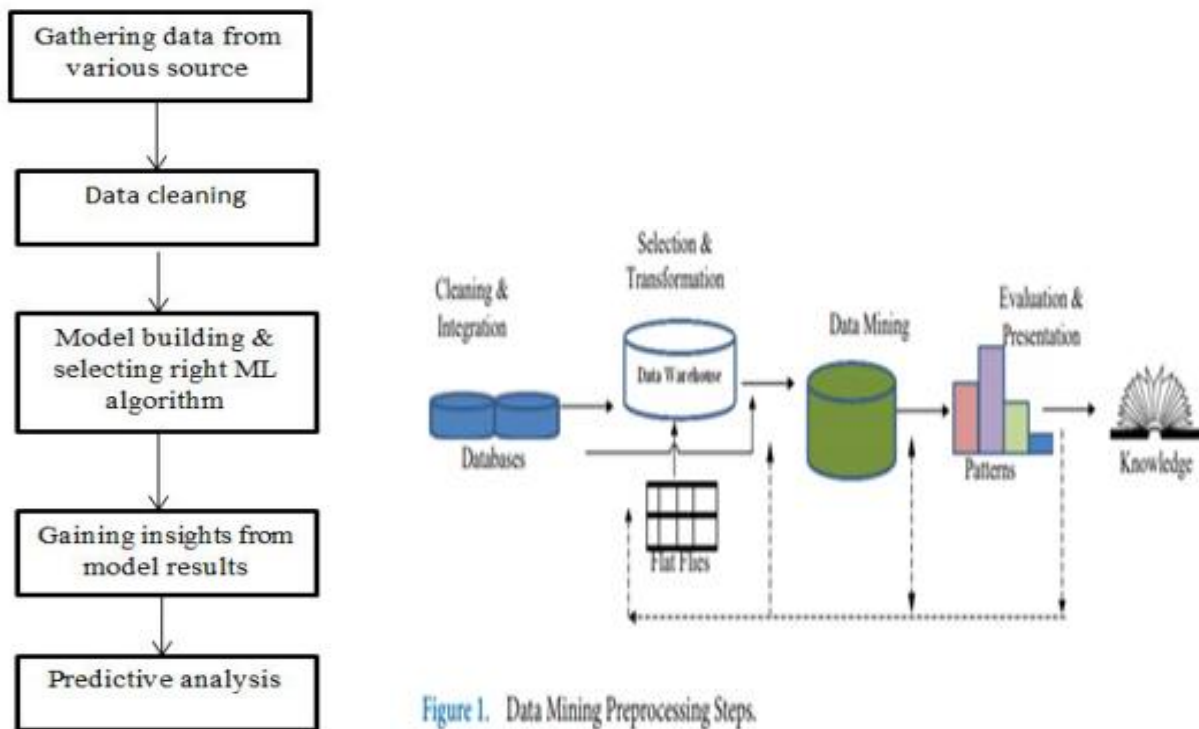 Gathering data from
various source
Data cleaning
Model building &
selecting right ML
algorithm
Gaining insights from
model results
Predictive analysis
Cleaning &
Integration
Databases
Selection &
Transformation
Data Warehouse
Flat Flies
Data Mining
Evaluation &
Presentation
Patterns
Knowledge
Figure 1. Data Mining Preprocessing Steps.